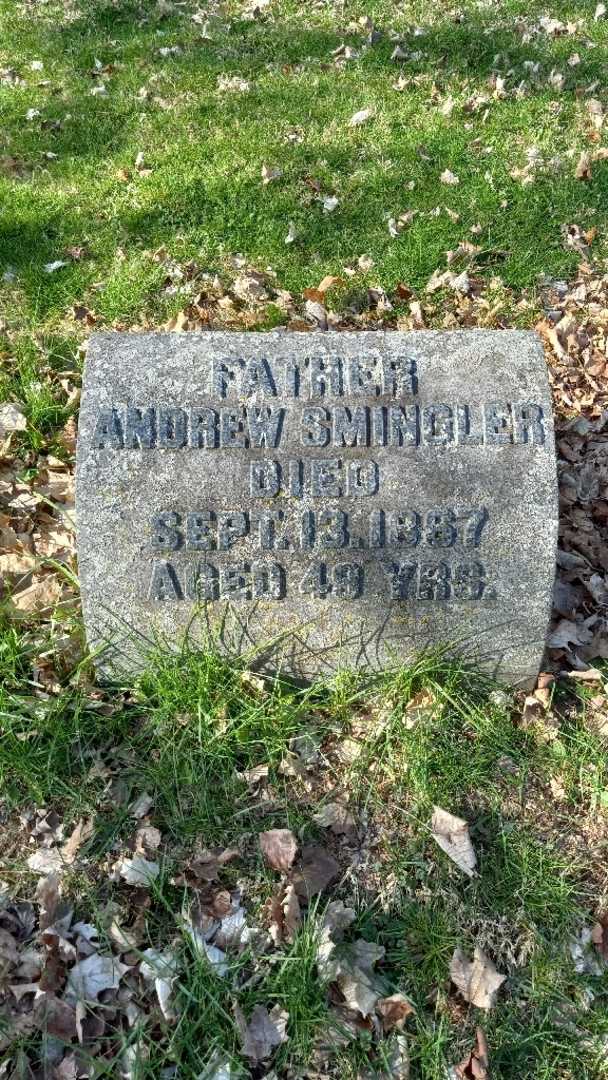 FATHER
ANDREW SMINGLER
DIED
SEPT. 13. 1887
AGED 49 YRS.